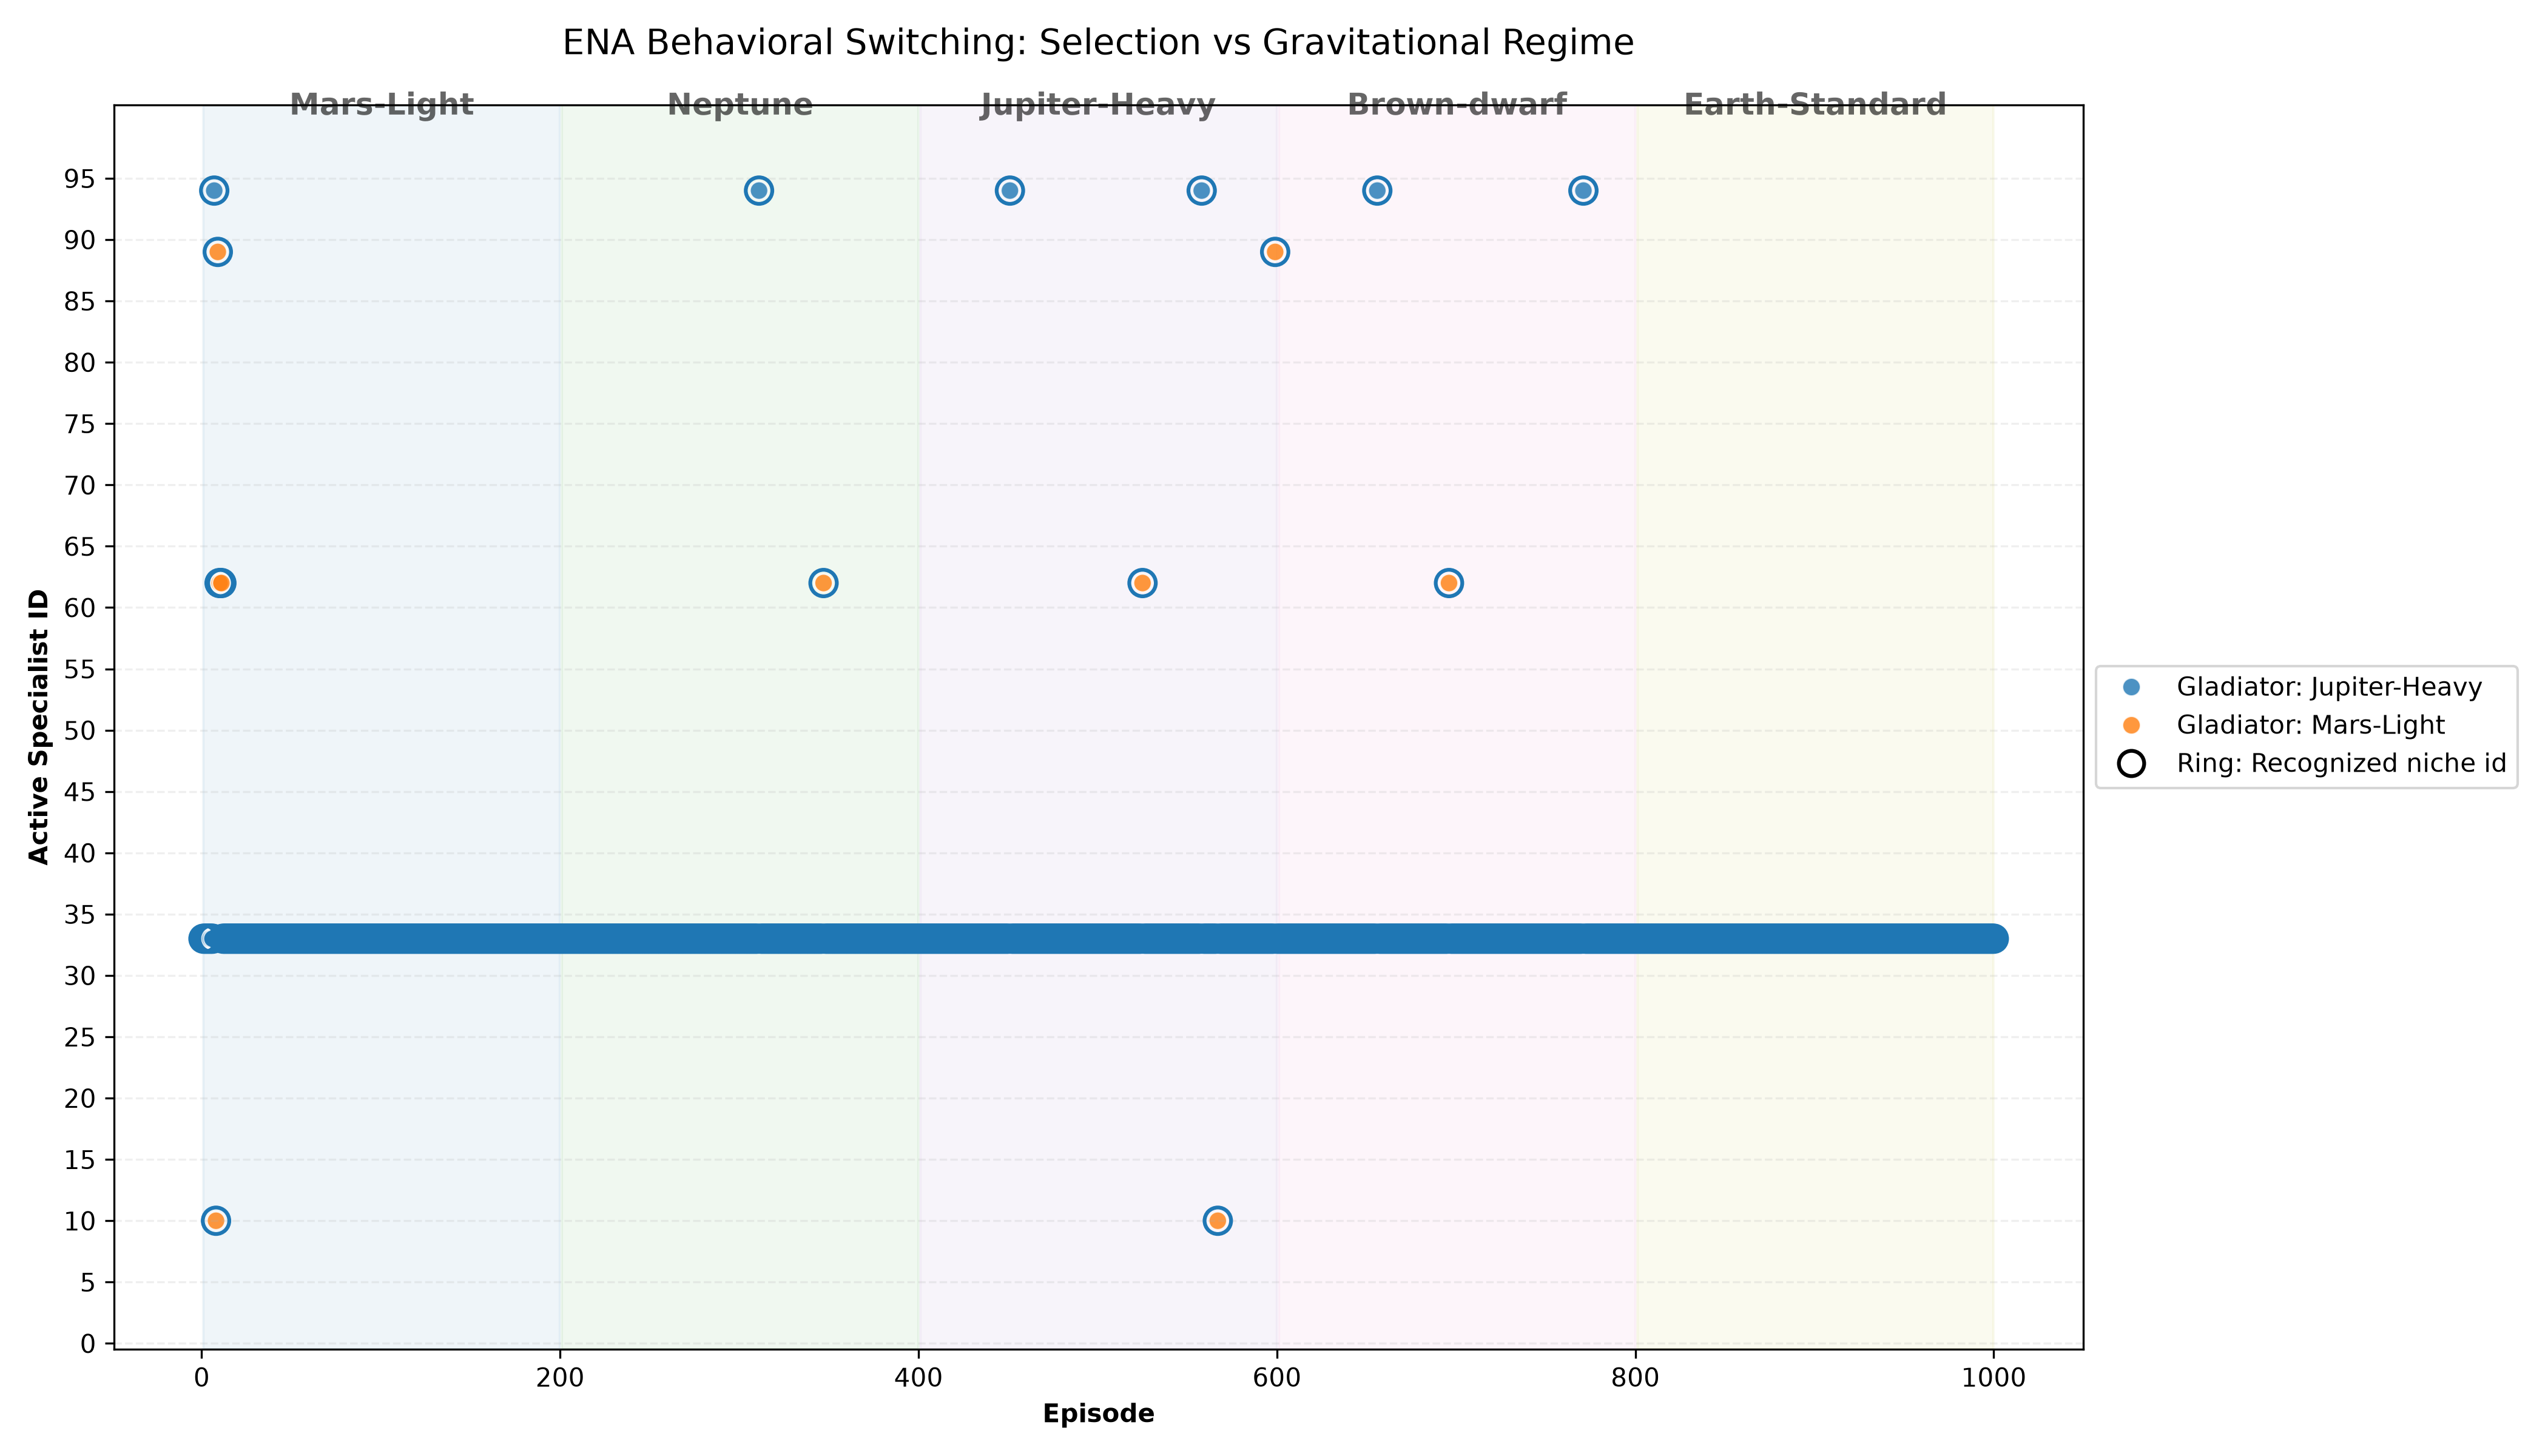 ENA Behavioral Switching: Selection vs Gravitational Regime
Mars-Light Neptune Jupiter-Heavy Brown-dwarf Earth-Standard
95
90
85
80
75
70
65
60
55
50
45
40
35
30
25
20
15
10
5
0
Active Specialist ID
0 200 400 600 800 1000
Episode
Gladiator: Jupiter-Heavy
Gladiator: Mars-Light
Ring: Recognized niche id